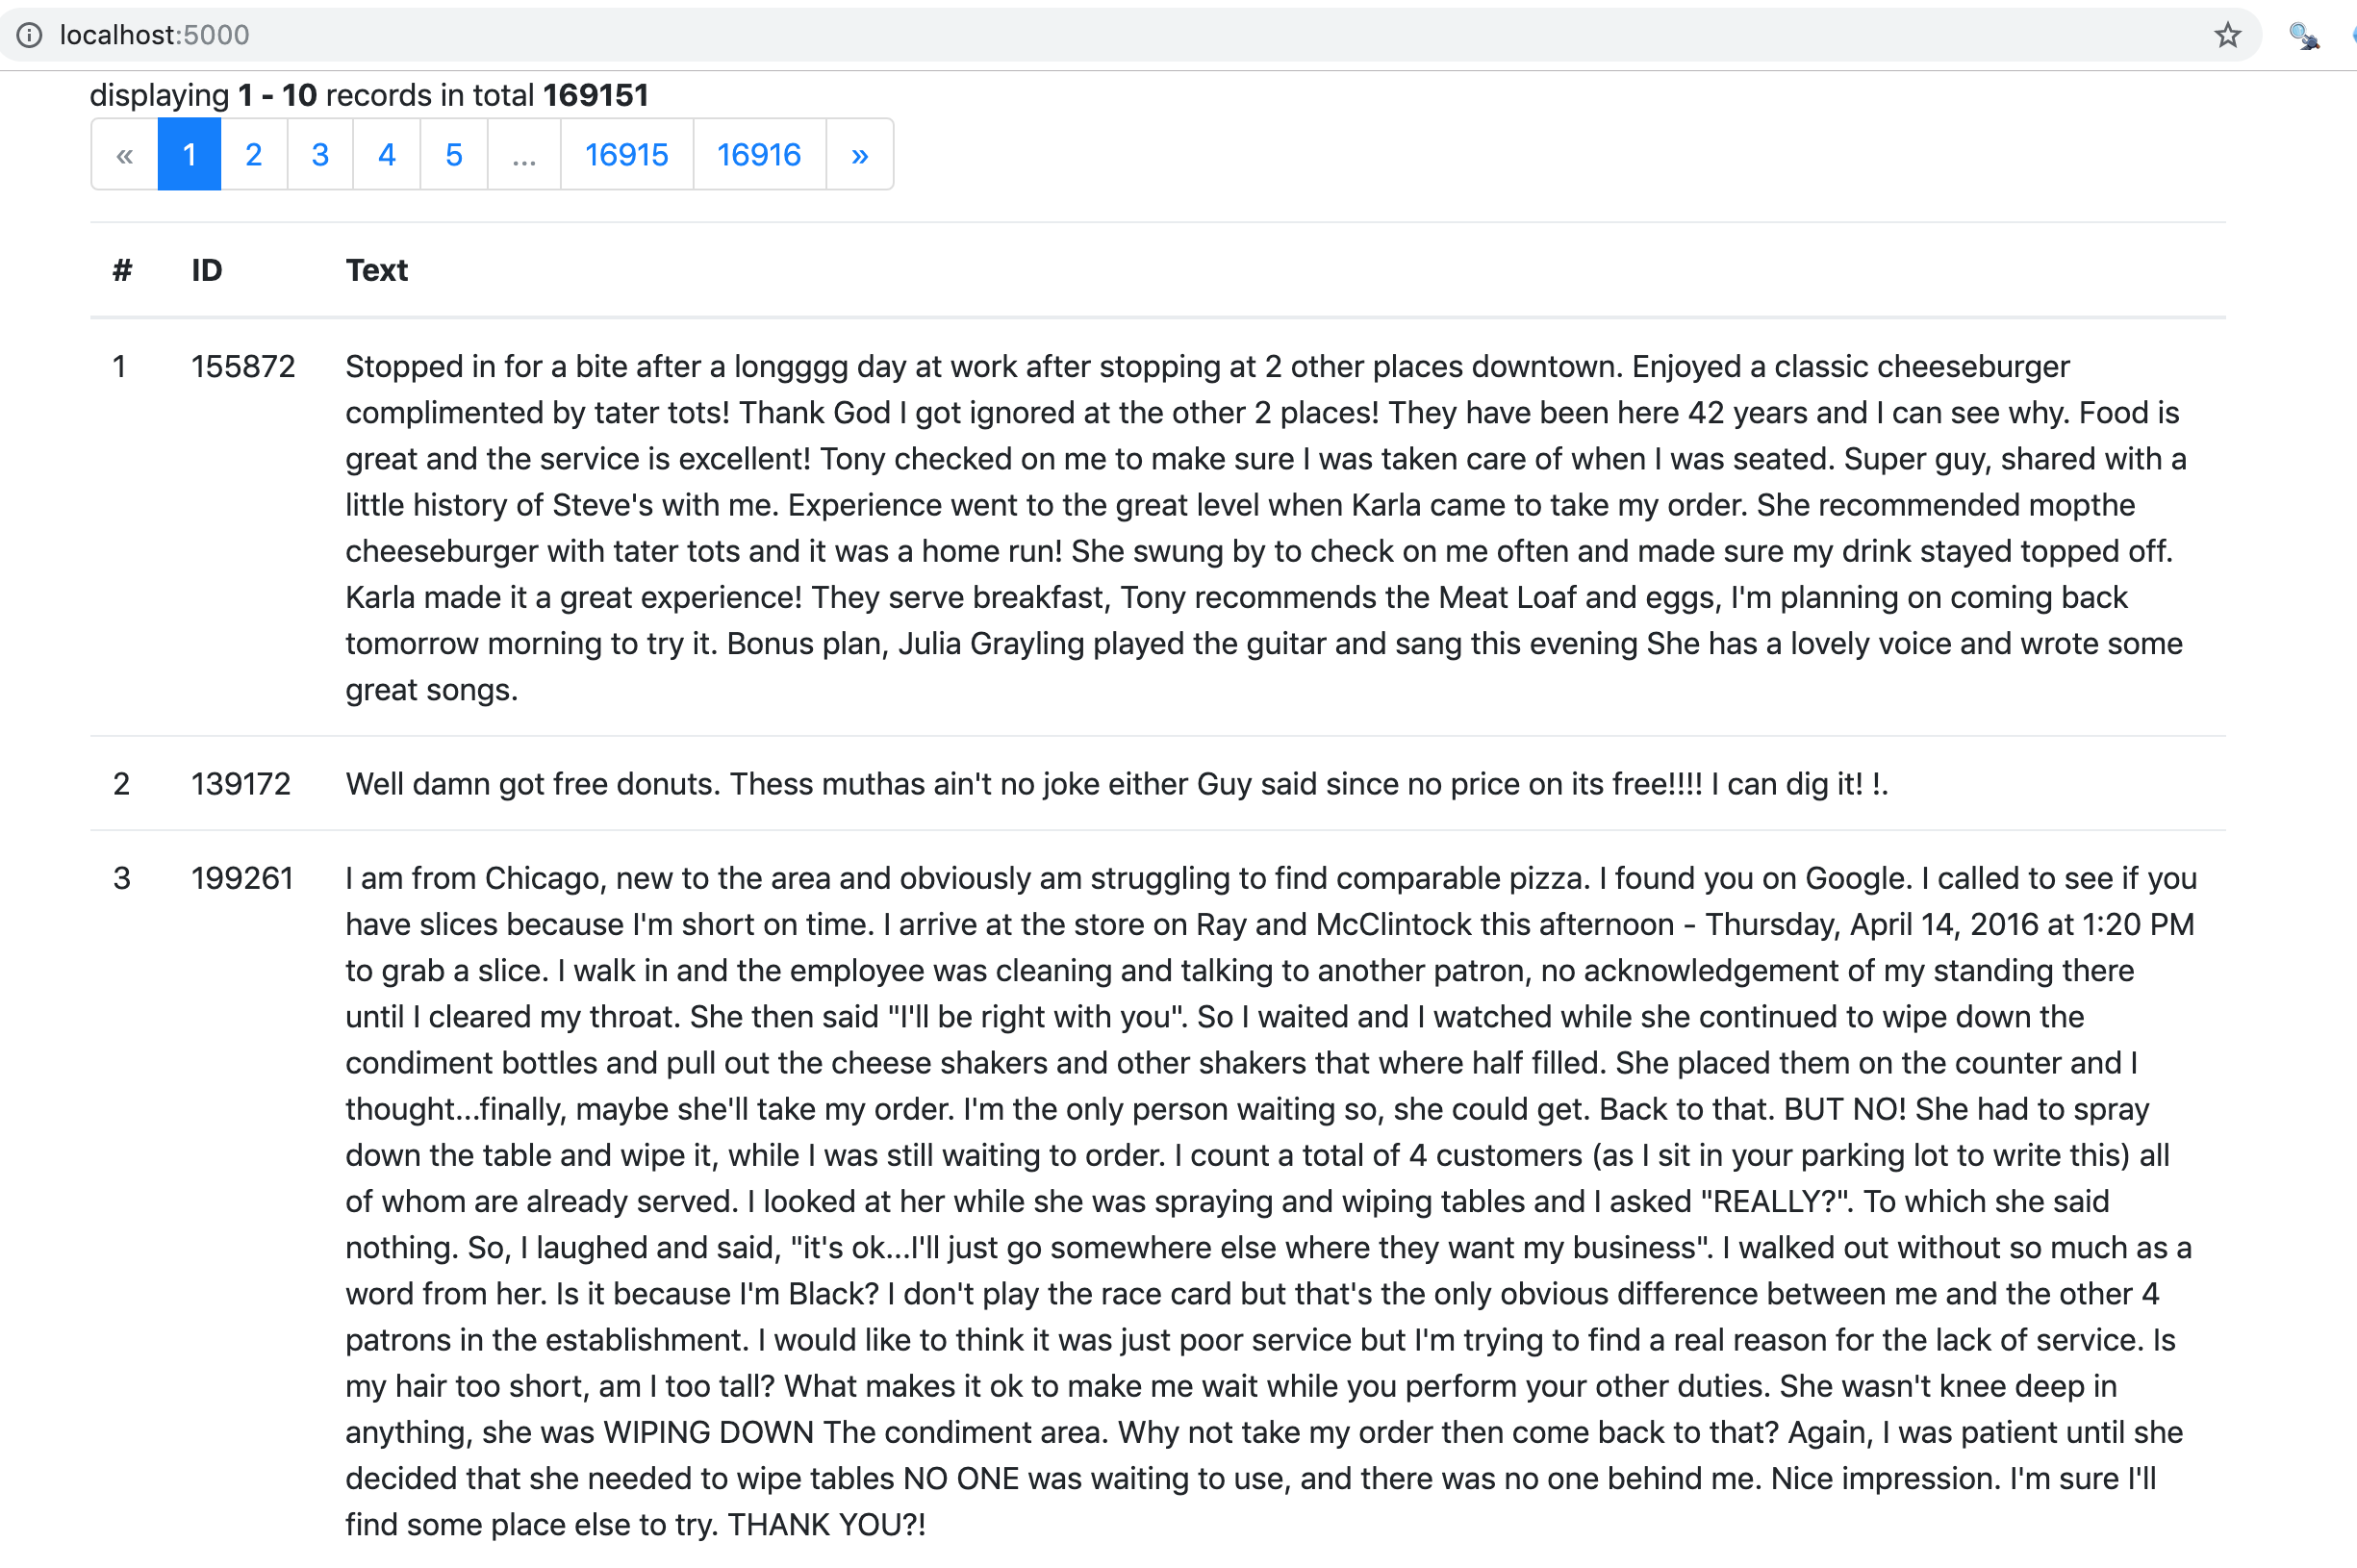 localhost:5000
displaying 1 - 10 records in total 169151
« 1 2 3 4 5 ... 16915 16916 »
# ID Text
1 155872 Stopped in for a bite after a longggg day at work after stopping at 2 other places downtown. Enjoyed a classic cheeseburger
complimented by tater tots! Thank God I got ignored at the other 2 places! They have been here 42 years and I can see why. Food is
great and the service is excellent! Tony checked on me to make sure I was taken care of when I was seated. Super guy, shared with a
little history of Steve's with me. Experience went to the great level when Karla came to take my order. She recommended mopthe
cheeseburger with tater tots and it was a home run! She swung by to check on me often and made sure my drink stayed topped off.
Karla made it a great experience! They serve breakfast, Tony recommends the Meat Loaf and eggs, I'm planning on coming back
tomorrow morning to try it. Bonus plan, Julia Grayling played the guitar and sang this evening She has a lovely voice and wrote some
great songs.
2 139172 Well damn got free donuts. Thess muthas ain't no joke either Guy said since no price on its free!!!! I can dig it! !.
3 199261 I am from Chicago, new to the area and obviously am struggling to find comparable pizza. I found you on Google. I called to see if you
have slices because I'm short on time. I arrive at the store on Ray and McClintock this afternoon - Thursday, April 14, 2016 at 1:20 PM
to grab a slice. I walk in and the employee was cleaning and talking to another patron, no acknowledgement of my standing there
until I cleared my throat. She then said "I'll be right with you". So I waited and I watched while she continued to wipe down the
condiment bottles and pull out the cheese shakers and other shakers that where half filled. She placed them on the counter and I
thought...finally, maybe she'll take my order. I'm the only person waiting so, she could get. Back to that. BUT NO! She had to spray
down the table and wipe it, while I was still waiting to order. I count a total of 4 customers (as I sit in your parking lot to write this) all
of whom are already served. I looked at her while she was spraying and wiping tables and I asked "REALLY?". To which she said
nothing. So, I laughed and said, "it's ok...I'll just go somewhere else where they want my business". I walked out without so much as a
word from her. Is it because I'm Black? I don't play the race card but that's the only obvious difference between me and the other 4
patrons in the establishment. I would like to think it was just poor service but I'm trying to find a real reason for the lack of service. Is
my hair too short, am I too tall? What makes it ok to make me wait while you perform your other duties. She wasn't knee deep in
anything, she was WIPING DOWN The condiment area. Why not take my order then come back to that? Again, I was patient until she
decided that she needed to wipe tables NO ONE was waiting to use, and there was no one behind me. Nice impression. I'm sure I'll
find some place else to try. THANK YOU?!